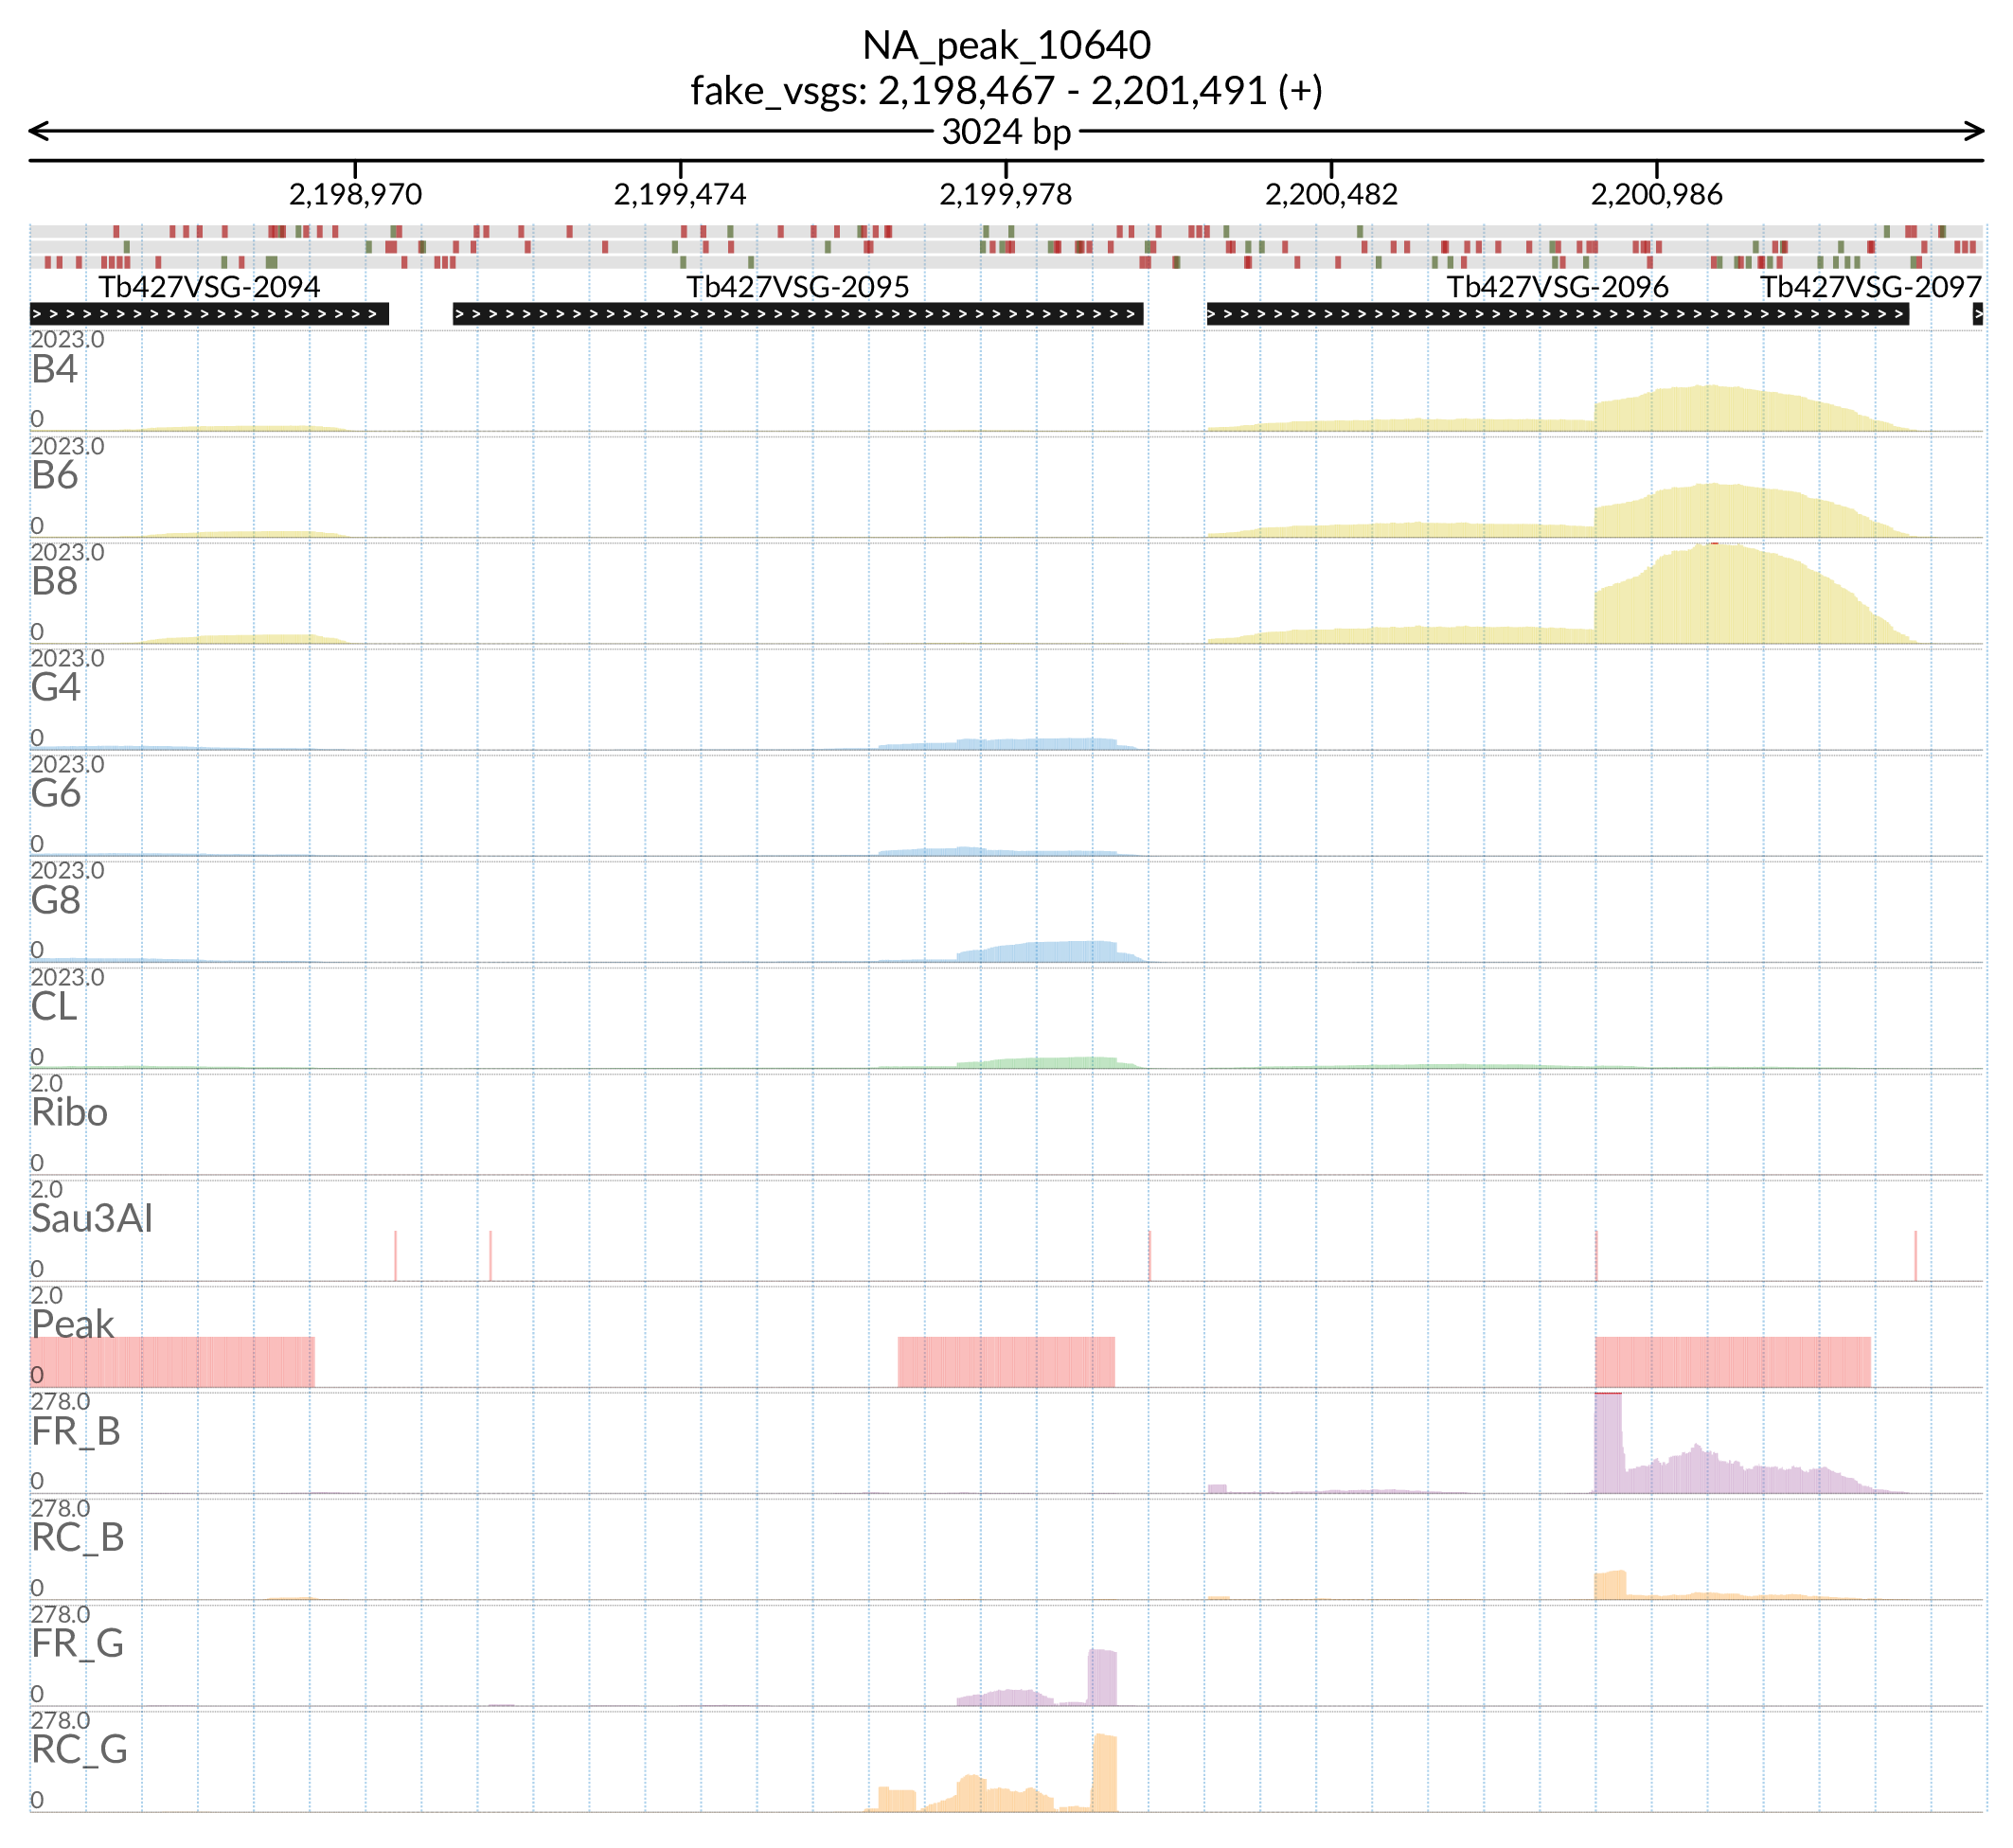 NA_peak_10640
fake_vsgs: 2,198,467 - 2,201,491 (+)
3024 bp
2,198,970 2,199,474 2,199,978 2,200,482 2,200,986
Tb427VSG-2094 Tb427VSG-2095 Tb427VSG-2096 Tb427VSG-2097
2023.0
B4
0
2023.0
B6
0
2023.0
B8
0
2023.0
G4
0
2023.0
G6
0
2023.0
G8
0
2023.0
CL
0
2.0
Ribo
0
2.0
Sau3AI
0
2.0
Peak
0
278.0
FR_B
0
278.0
RC_B
0
278.0
FR_G
0
278.0
RC_G
0